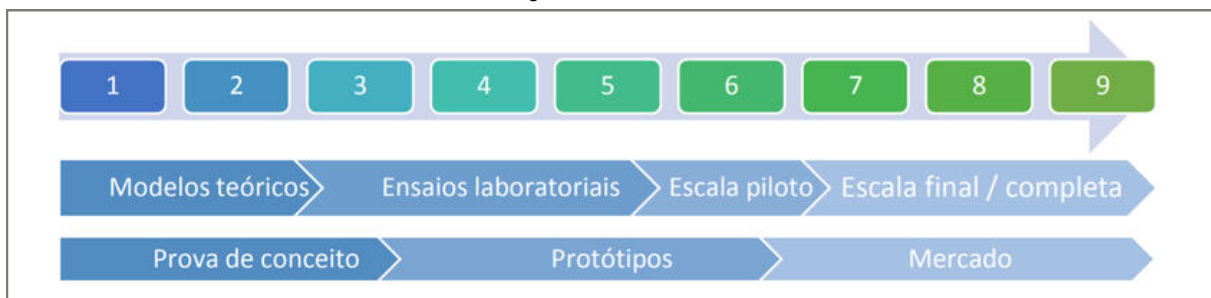 1 2 3 4 5 6 7 8 9
Modelos teóricos Ensaios laboratoriais Escala piloto Escala final / completa
Prova de conceito Protótipos Mercado